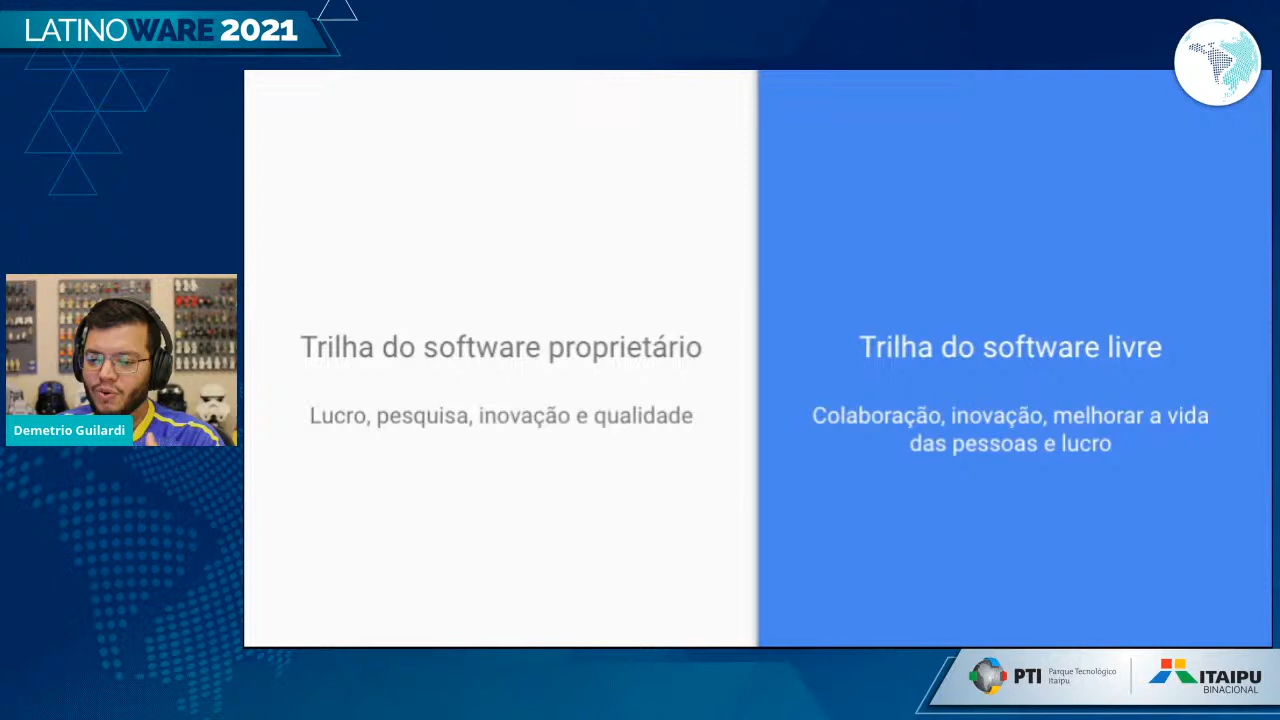 LATINOWARE 2021
Trilha do software proprietário
Lucro, pesquisa, inovação e qualidade
Trilha do software livre
Colaboração, inovação, melhorar a vida
das pessoas e lucro
Demetrio Guilardi
PTI
Parque Tecnológico
Itaipu
ITAIPU
BINACIONAL